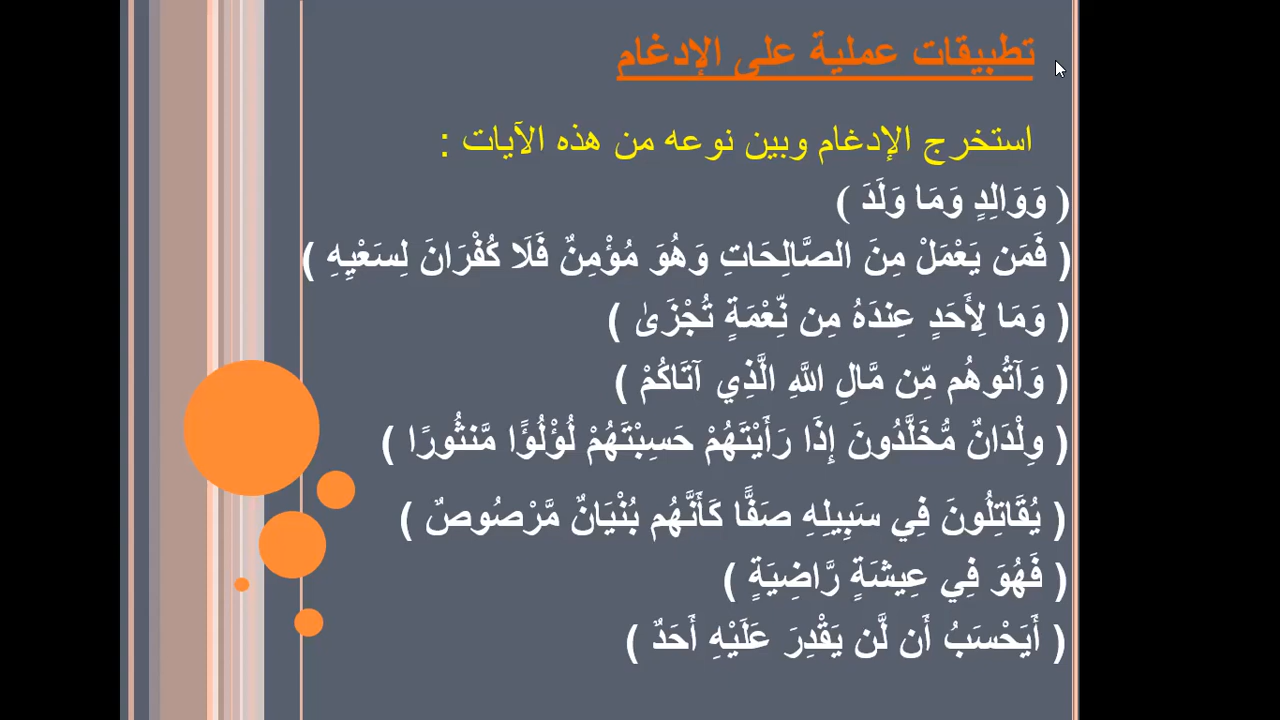 تطبيقات عملية على الإدغام
استخرج الإدغام وبين نوعه من هذه الآيات :
( وَوَالِدٍ وَمَا وَلَدَ )
( فَمَن يَعْمَلْ مِنَ الصَّالِحَاتِ وَهُوَ مُؤْمِنٌ فَلَا كُفْرَانَ لِسَعْيِهِ )
( وَمَا لِأَحَدٍ عِندَهُ مِن نِّعْمَةٍ تُجْزَىٰ )
( وَآتُوهُم مِّن مَّالِ اللَّهِ الَّذِي آتَاكُمْ )
( وِلْدَانٌ مُّخَلَّدُونَ إِذَا رَأَيْتَهُمْ حَسِبْتَهُمْ لُؤْلُؤًا مَّنثُورًا )
( يُقَاتِلُونَ فِي سَبِيلِهِ صَفًّا كَأَنَّهُم بُنْيَانٌ مَّرْصُوصٌ )
( فَهُوَ فِي عِيشَةٍ رَّاضِيَةٍ )
( أَيَحْسَبُ أَن لَّن يَقْدِرَ عَلَيْهِ أَحَدٌ )